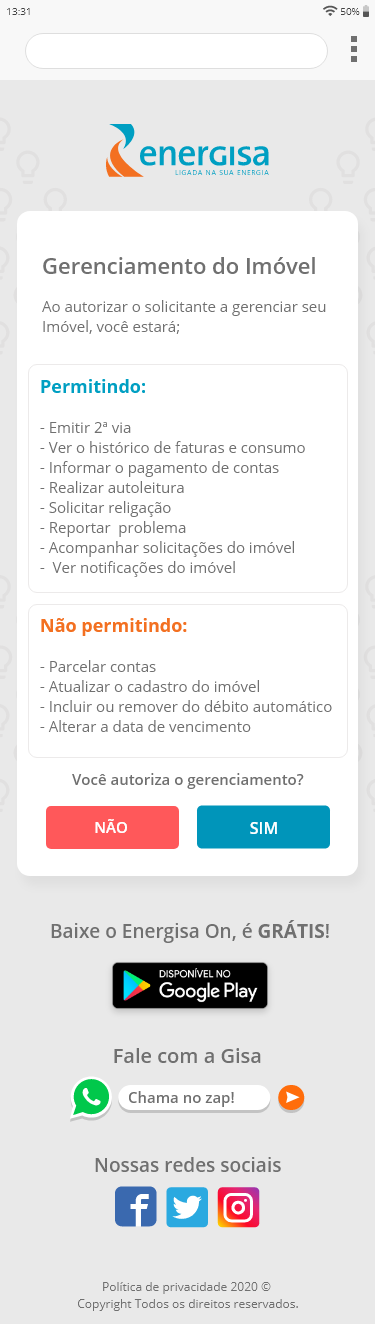 13:31
50%
energisa
LIGADA NA SUA ENERGIA
Gerenciamento do Imóvel
Ao autorizar o solicitante a gerenciar seu
Imóvel, você estará;
Permitindo:
- Emitir 2ª via
- Ver o histórico de faturas e consumo
- Informar o pagamento de contas
- Realizar autoleitura
- Solicitar religação
- Reportar  problema
- Acompanhar solicitações do imóvel
-  Ver notificações do imóvel
Não permitindo:
- Parcelar contas
- Atualizar o cadastro do imóvel
- Incluir ou remover do débito automático
- Alterar a data de vencimento
Você autoriza o gerenciamento?
NÃO
SIM
Baixe o Energisa On, é GRÁTIS!
DISPONÍVEL NO
Google Play
Fale com a Gisa
Chama no zap!
Nossas redes sociais
Política de privacidade 2020 ©
Copyright Todos os direitos reservados.